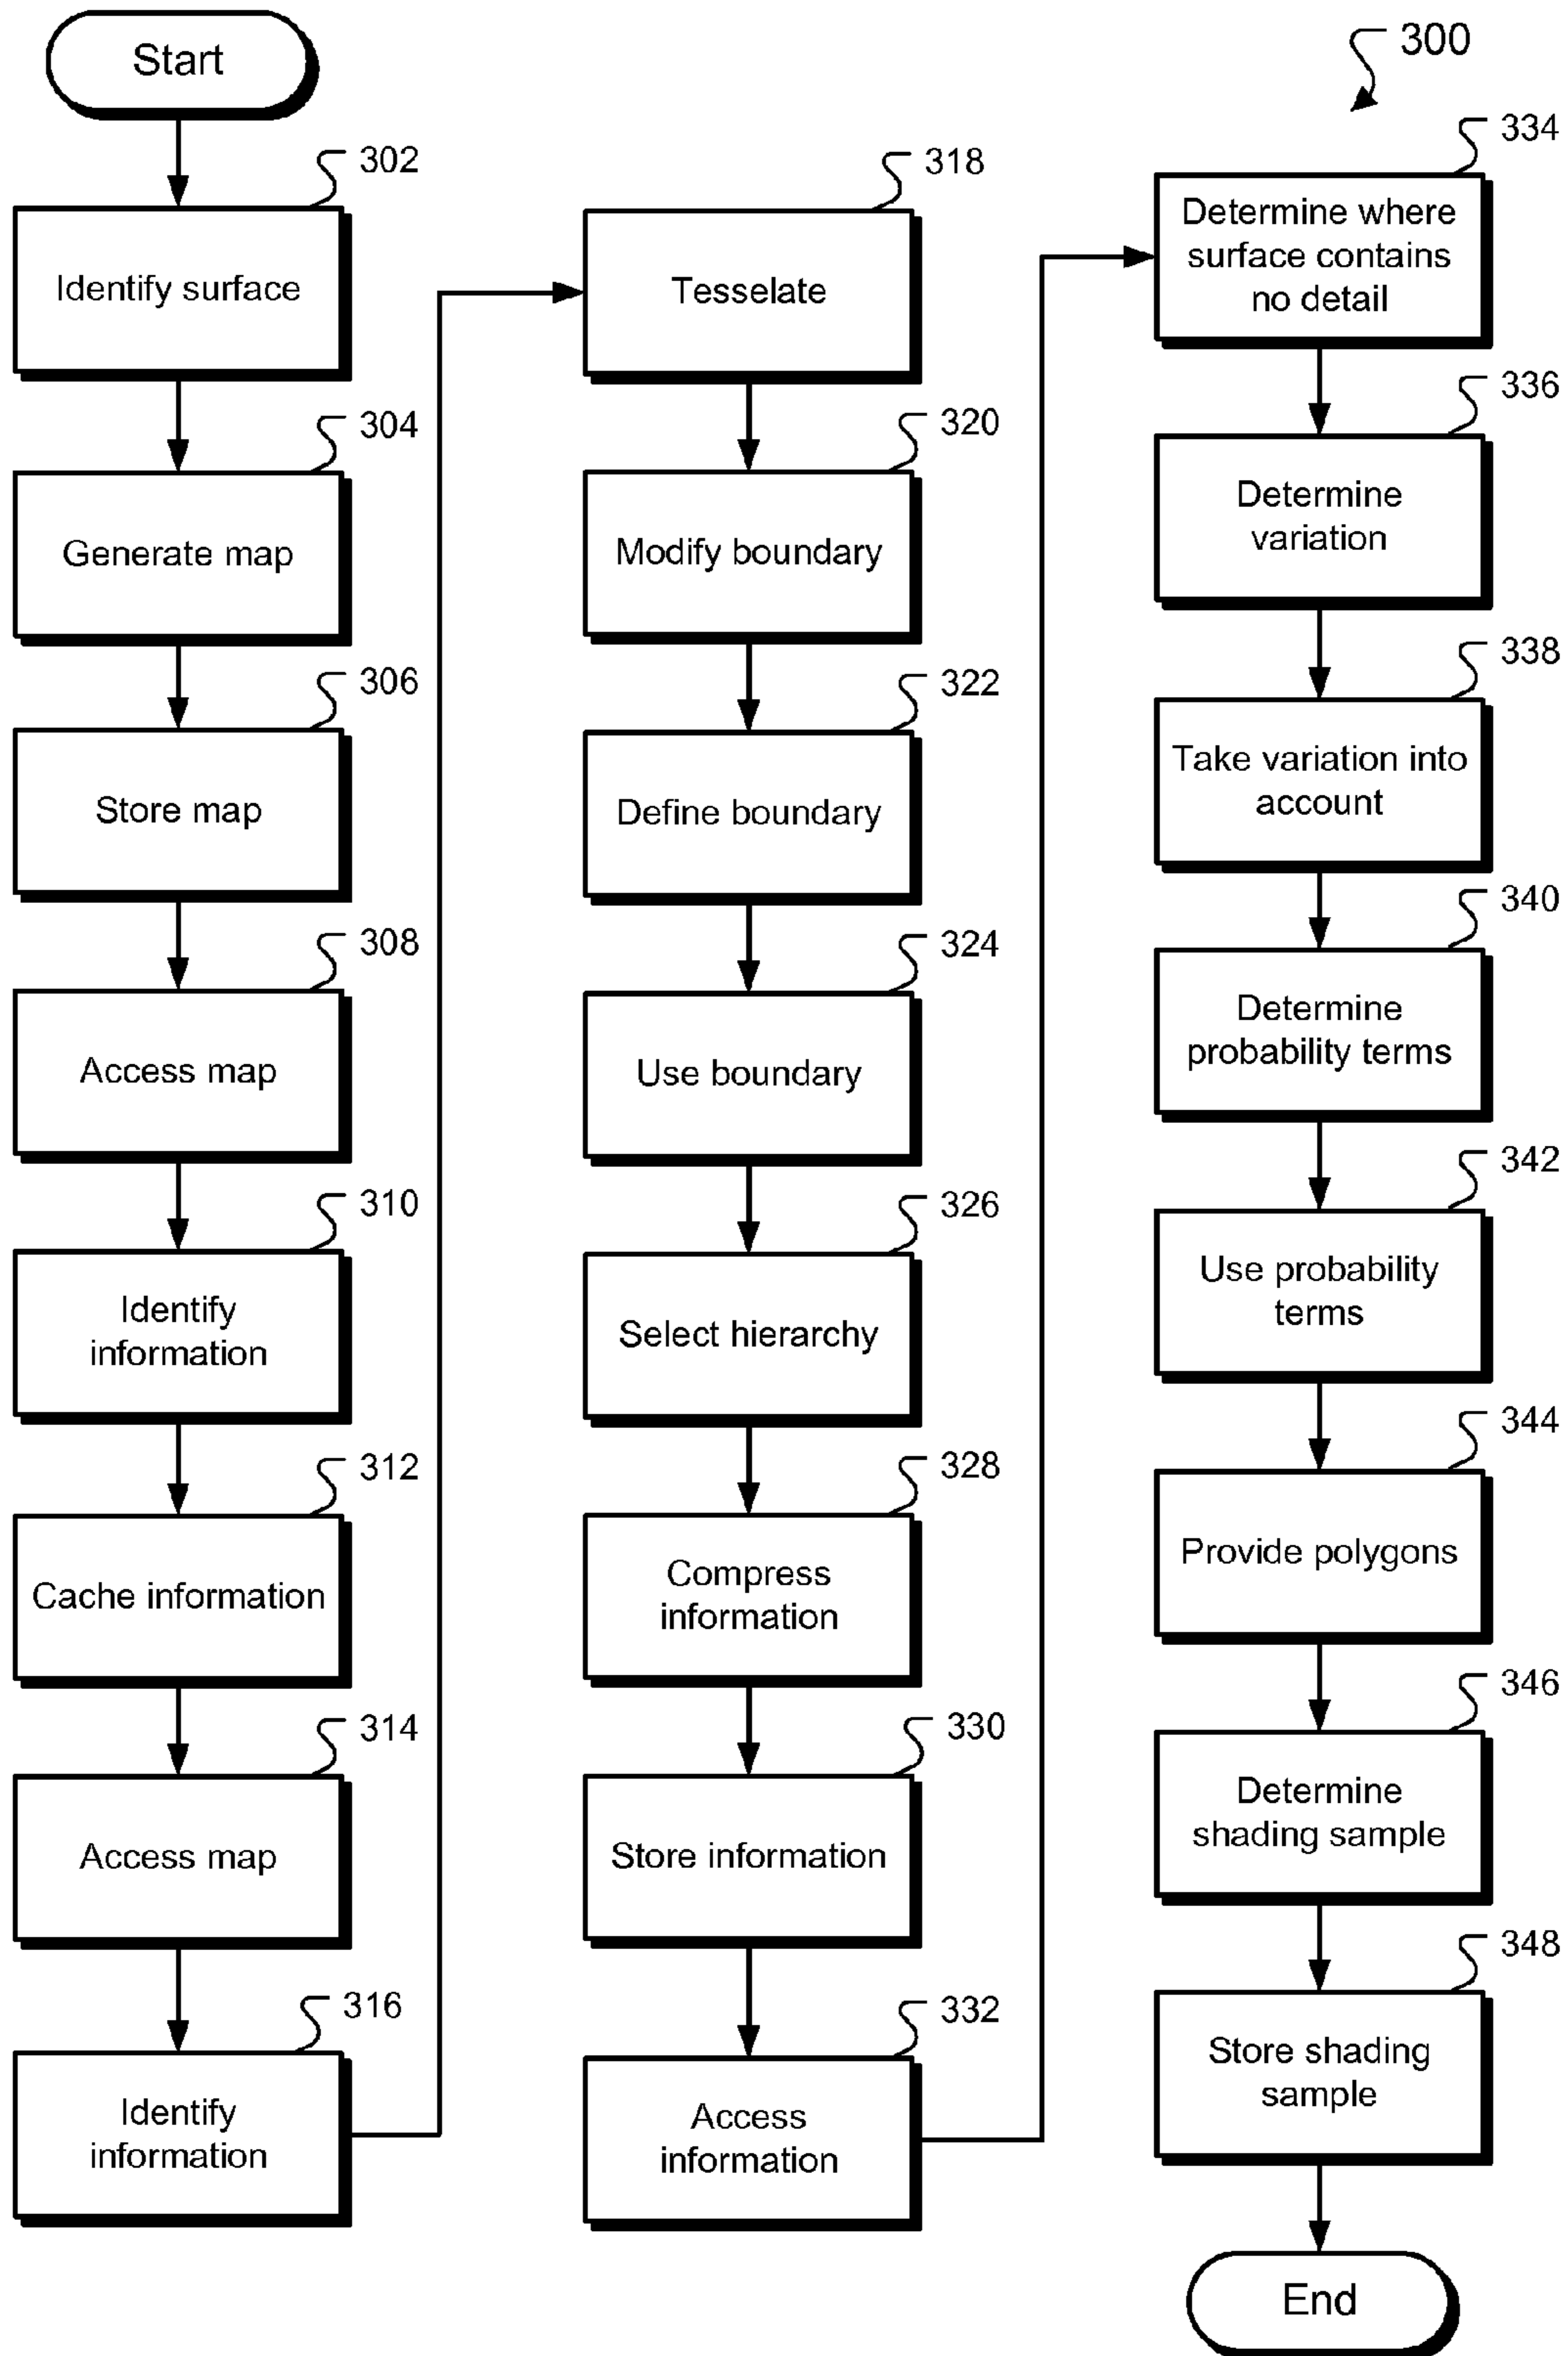 Start
302
Identify surface
304
Generate map
306
Store map
308
Access map
310
Identify
information
312
Cache information
314
Access map
316
Identify
information
318
Tesselate
320
Modify boundary
322
Define boundary
324
Use boundary
326
Select hierarchy
328
Compress
information
330
Store information
332
Access
information
300
334
Determine where
surface contains
no detail
336
Determine
variation
338
Take variation into
account
340
Determine
probability terms
342
Use probability
terms
344
Provide polygons
346
Determine
shading sample
348
Store shading
sample
End